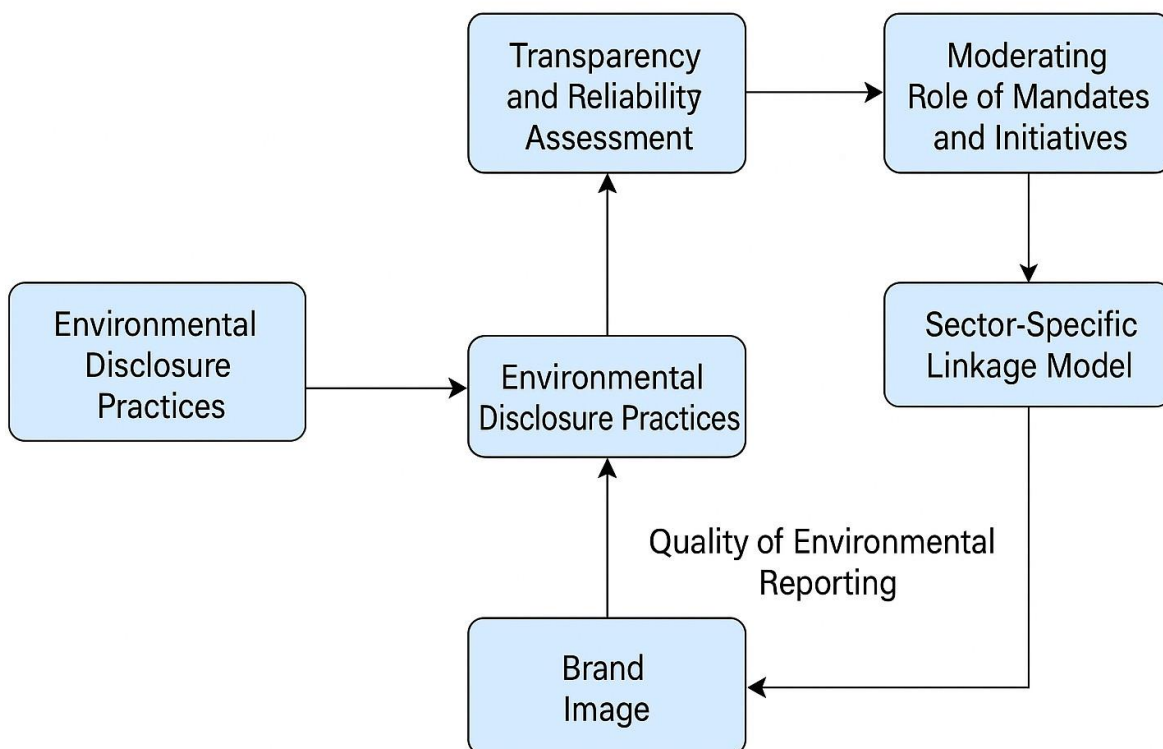 Transparency
and Reliability
Assessment
Moderating
Role of Mandates
and Initiatives
Environmental
Disclosure
Practices
Environmental
Disclosure Practices
Sector-Specific
Linkage Model
Quality of Environmental
Reporting
Brand
Image